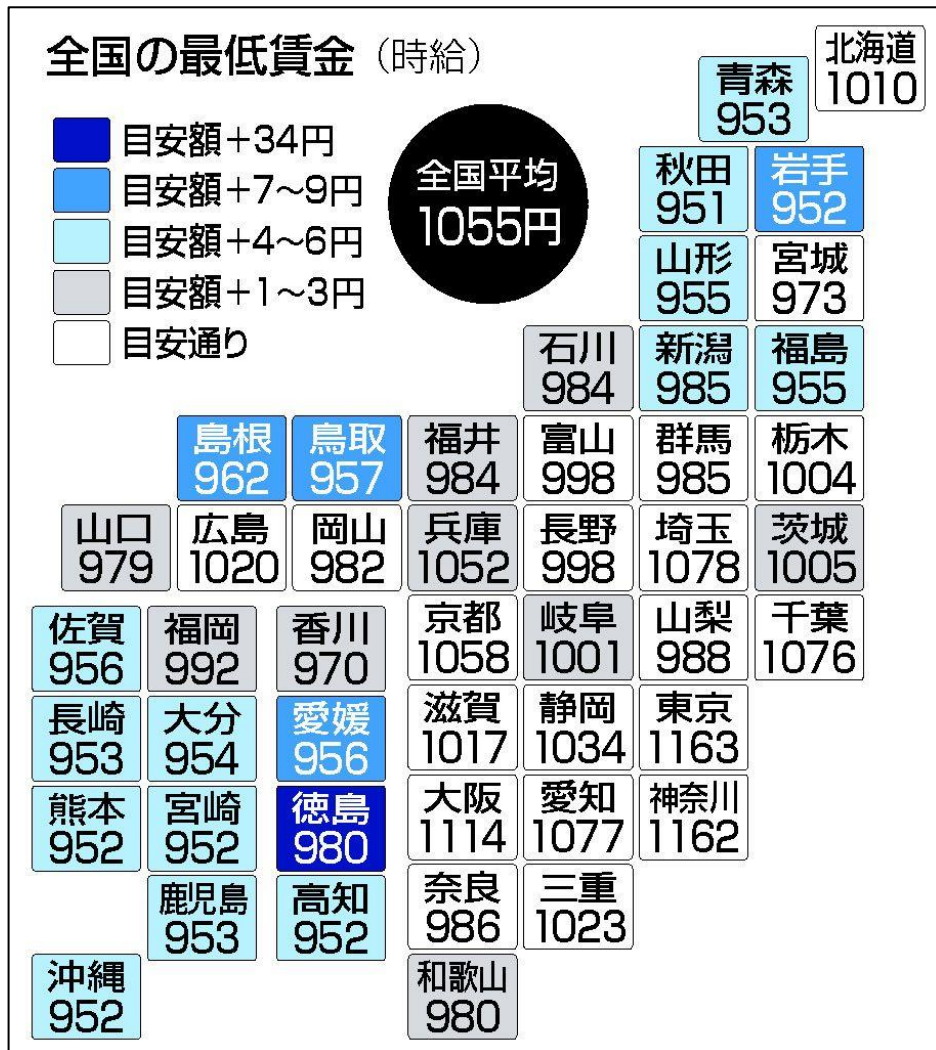 全国の最低賃金（時給）
目安額＋34円
目安額＋7〜9円
目安額＋4〜6円
目安額＋1〜3円
目安通り
全国平均
1055円
北海道
1010
青森
953
秋田
951
岩手
952
山形
955
宮城
973
石川
984
新潟
985
福島
955
島根
962
鳥取
957
福井
984
富山
998
群馬
985
栃木
1004
山口
979
広島
1020
岡山
982
兵庫
1052
長野
998
埼玉
1078
茨城
1005
佐賀
956
福岡
992
香川
970
京都
1058
岐阜
1001
山梨
988
千葉
1076
長崎
953
大分
954
愛媛
956
滋賀
1017
静岡
1034
東京
1163
熊本
952
宮崎
952
徳島
980
大阪
1114
愛知
1077
神奈川
1162
鹿児島
953
高知
952
奈良
986
三重
1023
沖縄
952
和歌山
980